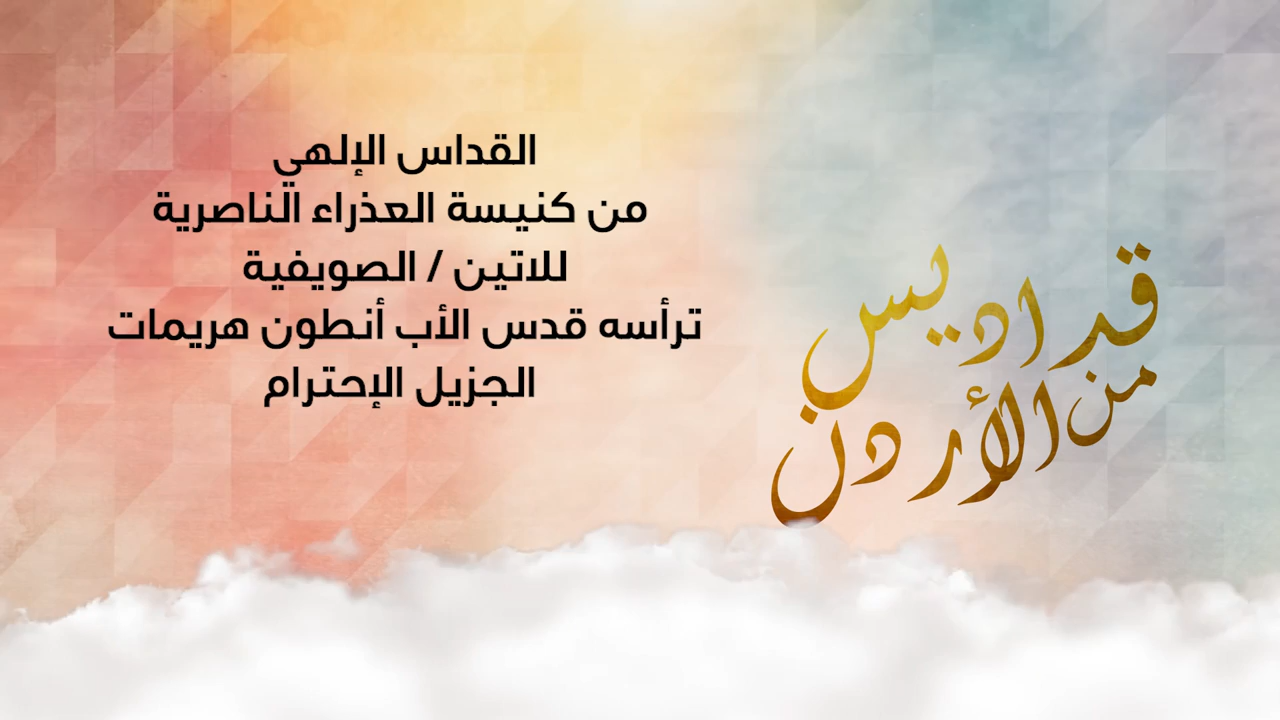 القداس الإلهي
من كنيسة العذراء الناصرية
للاتين / الصويفية
ترأسه قدس الأب أنطون هريمات
الجزيل الإحترام
قداديس
من الأردن